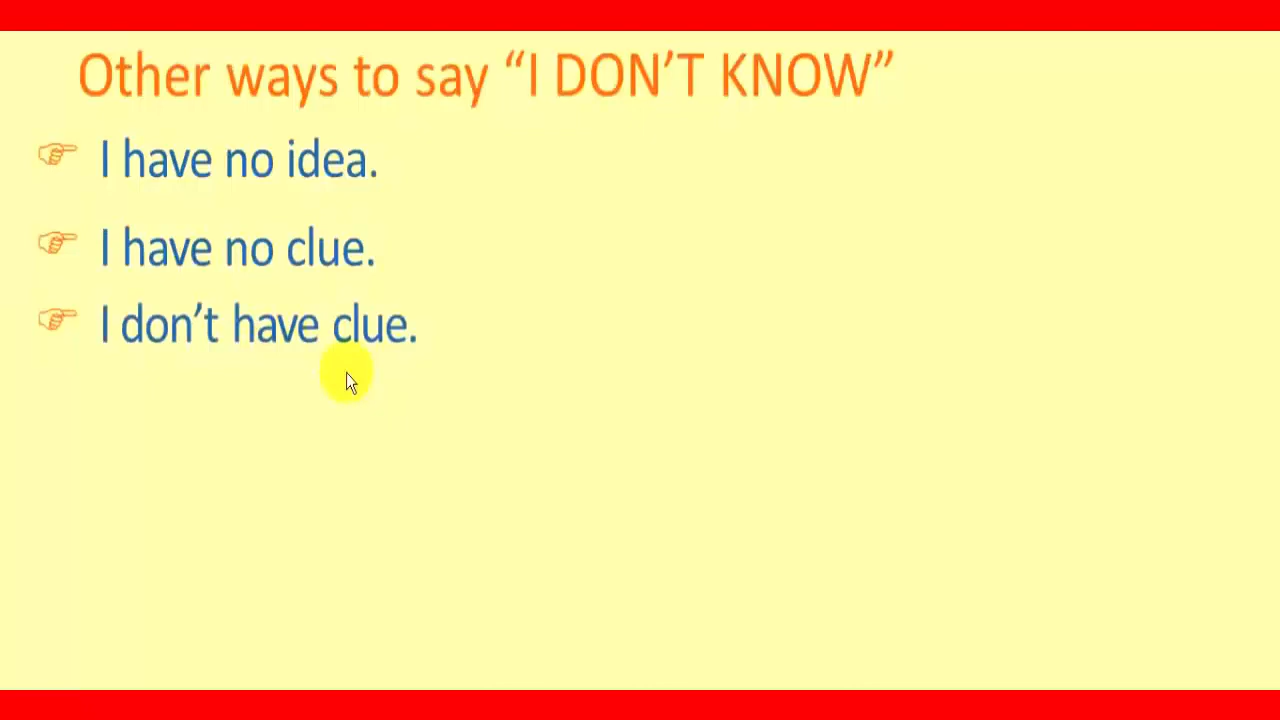 Other ways to say “I DON’T KNOW”
I have no idea.
I have no clue.
I don’t have clue.